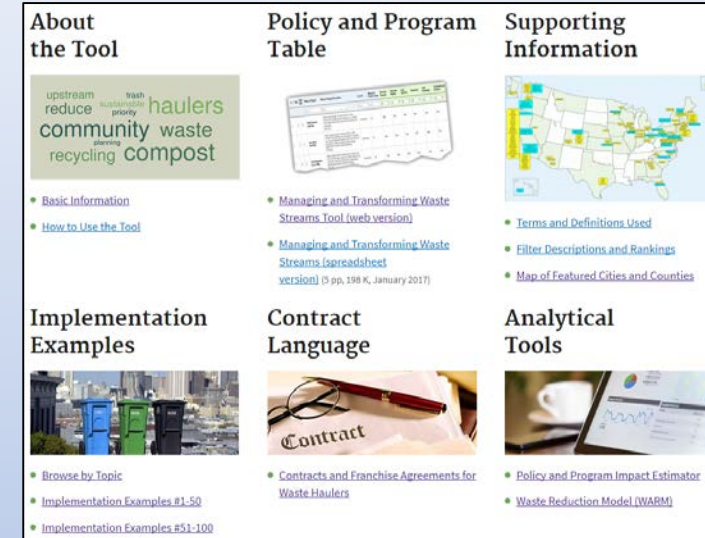 About
the Tool
upstream
trash
reduce
sustainable
priority
haulers
community waste
planning
recycling compost
Basic Information
How to Use the Tool
Policy and Program
Table
Managing and Transforming Waste
Streams Tool (web version)
Managing and Transforming Waste
Streams (spreadsheet
version) (5 pp, 198 K, January 2017)
Supporting
Information
Terms and Definitions Used
Filter Descriptions and Rankings
Map of Featured Cities and Counties
Implementation
Examples
Browse by Topic
Implementation Examples #1-50
Implementation Examples #51-100
Contract
Language
Contract
Contracts and Franchise Agreements for
Waste Haulers
Analytical
Tools
Policy and Program Impact Estimator
Waste Reduction Model (WARM)